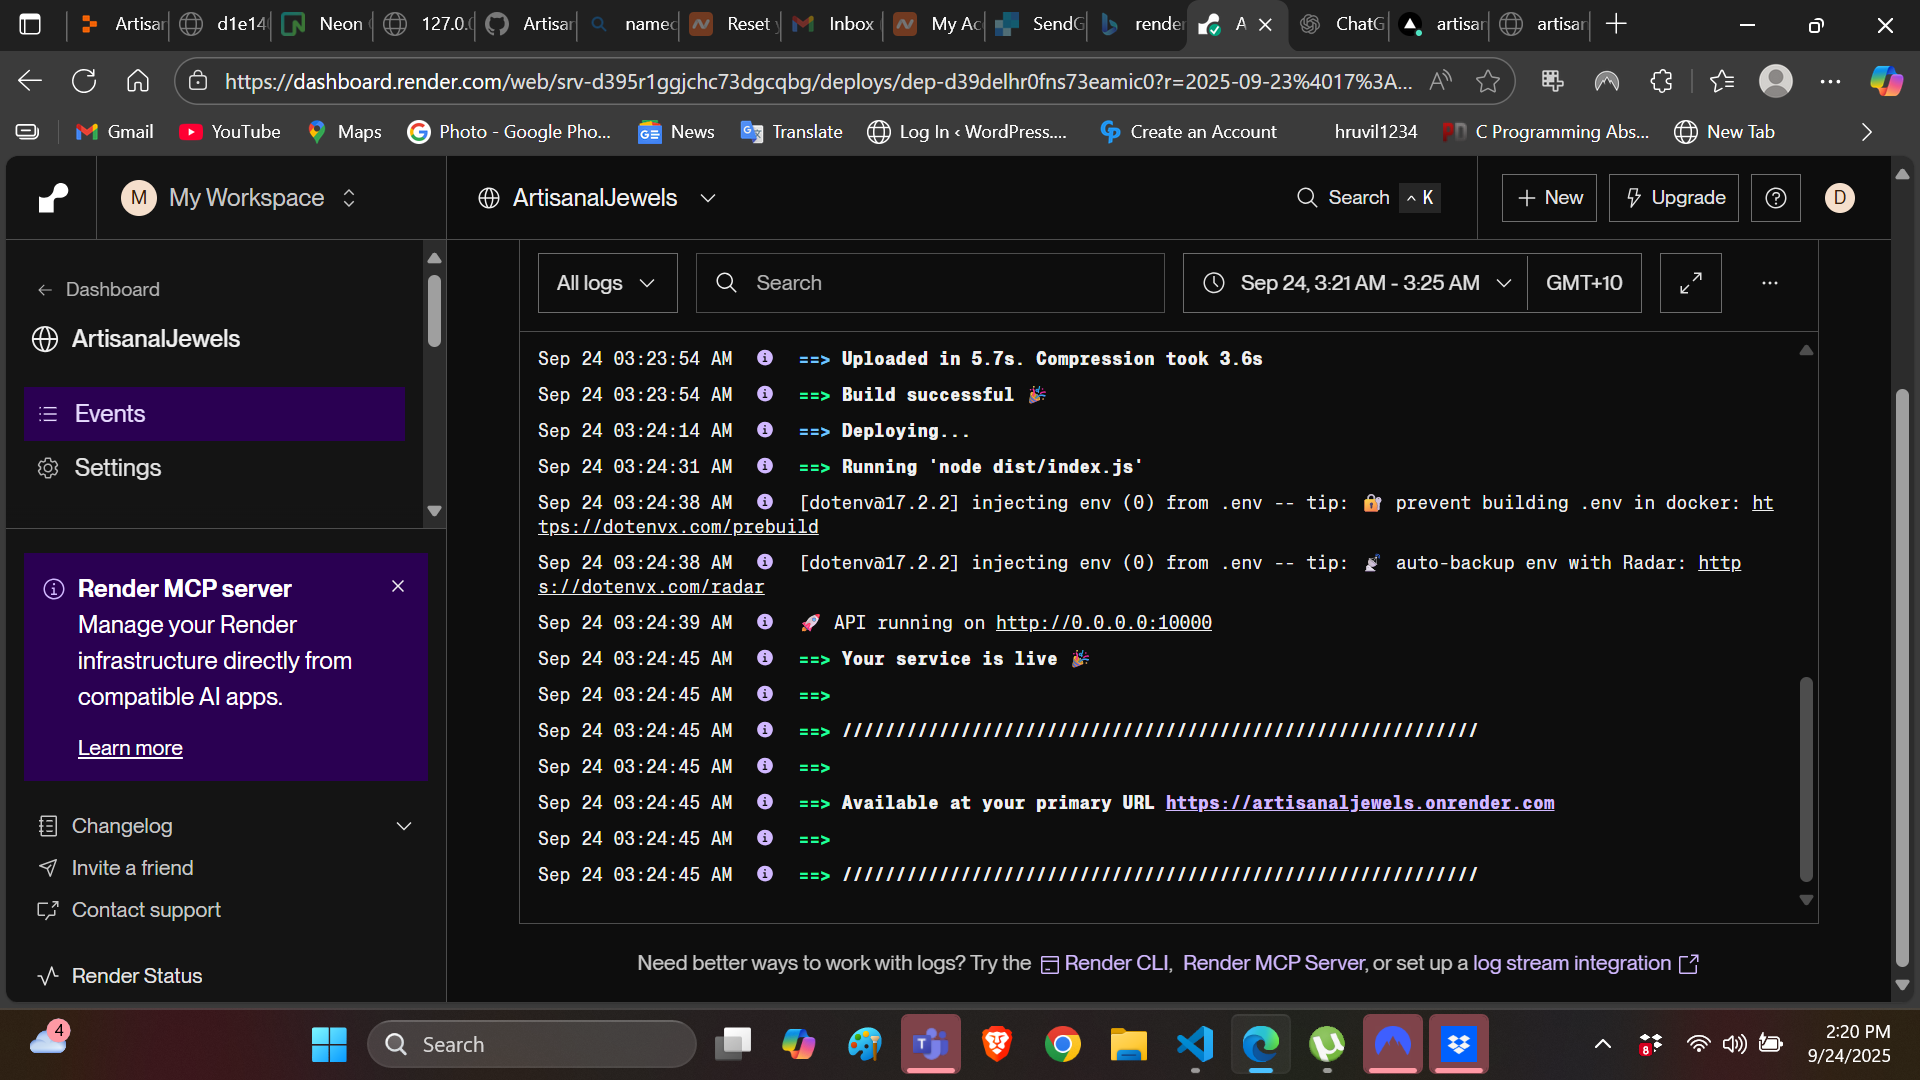 Artisar
d1e14
Neon
127.0.
Artisar
named
Reset y
Inbox
My Ac
SendG
render
A
ChatG
artisar
artisar
https://dashboard.render.com/web/srv-d395r1ggjchc73dgcqbg/deploys/dep-d39delhr0fns73eamic0?r=2025-09-23%4017%3A...
Gmail
YouTube
Maps
Photo - Google Pho...
News
Translate
Log In ‹ WordPress....
Create an Account
hruvil1234
C Programming Abs...
New Tab
M
My Workspace
ArtisanalJewels
Search
K
New
Upgrade
D
Dashboard
ArtisanalJewels
Events
Settings
Render MCP server
Manage your Render
infrastructure directly from
compatible AI apps.
Learn more
Changelog
Invite a friend
Contact support
Render Status
All logs
Search
Sep 24, 3:21 AM - 3:25 AM
GMT+10
Sep 24 03:23:54 AM ==> Uploaded in 5.7s. Compression took 3.6s
Sep 24 03:23:54 AM ==> Build successful 🎉
Sep 24 03:24:14 AM ==> Deploying...
Sep 24 03:24:31 AM ==> Running 'node dist/index.js'
Sep 24 03:24:38 AM [dotenv@17.2.2] injecting env (0) from .env -- tip: 🔐 prevent building .env in docker: ht
tps://dotenvx.com/prebuild
Sep 24 03:24:38 AM [dotenv@17.2.2] injecting env (0) from .env -- tip: 📡 auto-backup env with Radar: http
s://dotenvx.com/radar
Sep 24 03:24:39 AM 🚀 API running on http://0.0.0.0:10000
Sep 24 03:24:45 AM ==> Your service is live 🎉
Sep 24 03:24:45 AM ==>
Sep 24 03:24:45 AM ==> ///////////////////////////////////////////////////////////
Sep 24 03:24:45 AM ==>
Sep 24 03:24:45 AM ==> Available at your primary URL https://artisanaljewels.onrender.com
Sep 24 03:24:45 AM ==>
Sep 24 03:24:45 AM ==> ///////////////////////////////////////////////////////////
Need better ways to work with logs? Try the Render CLI, Render MCP Server, or set up a log stream integration
4
Search
8
2:20 PM
9/24/2025